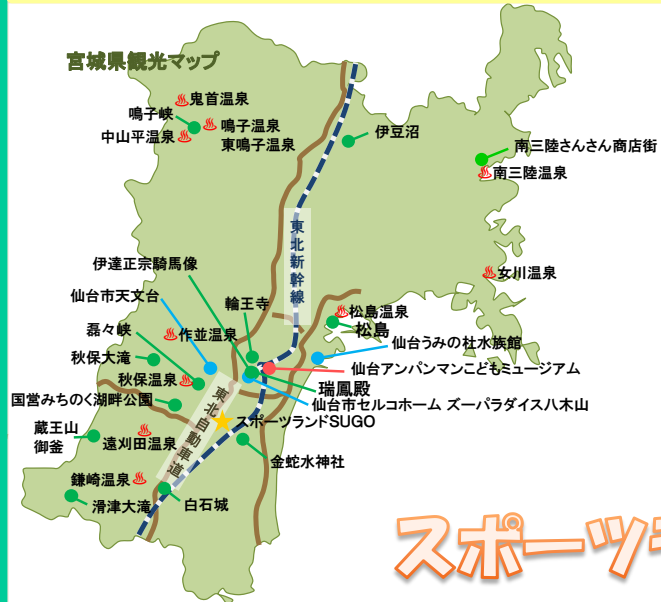 宮城県観光マップ
鬼首温泉
鳴子峡
鳴子温泉
中山平温泉
東鳴子温泉
伊豆沼
南三陸さんさん商店街
南三陸温泉
東北新幹線
伊達正宗騎馬像
女川温泉
仙台市天文台
輪王寺
松島温泉
松島
磊々峡
作並温泉
仙台うみの杜水族館
秋保大滝
仙台アンパンマンこどもミュージアム
秋保温泉
瑞鳳殿
国営みちのく湖畔公園
仙台市セルコホーム ズーパラダイス八木山
東北自動車道
スポーツランドSUGO
蔵王山
御釜
遠刈田温泉
金蛇水神社
鎌崎温泉
滑津大滝
白石城
スポーツラ